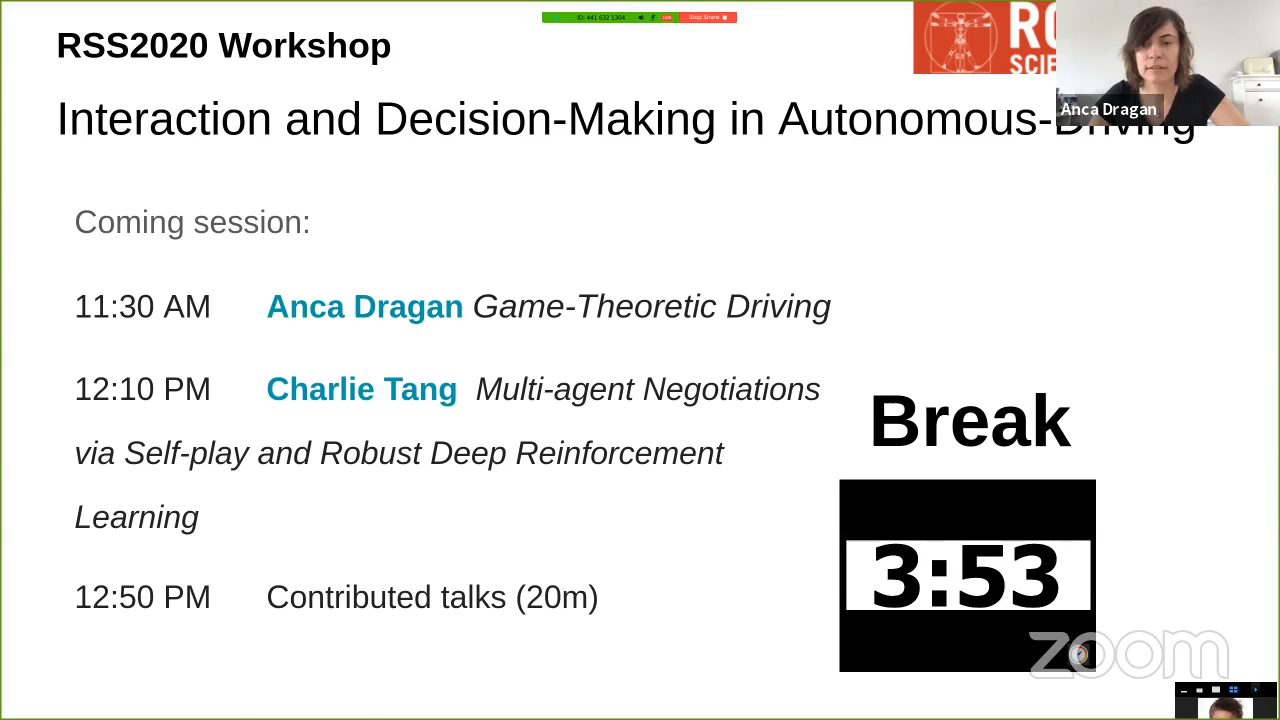 ID: 441 632 1304 LIVE Stop Share
RSS2020 Workshop
SCIE
Anca Dragan
Interaction and Decision-Making in Autonomous-Driving
Coming session:
11:30 AM Anca Dragan Game-Theoretic Driving
12:10 PM Charlie Tang Multi-agent Negotiations
via Self-play and Robust Deep Reinforcement
Learning
12:50 PM Contributed talks (20m)
Break
3:53
zoom